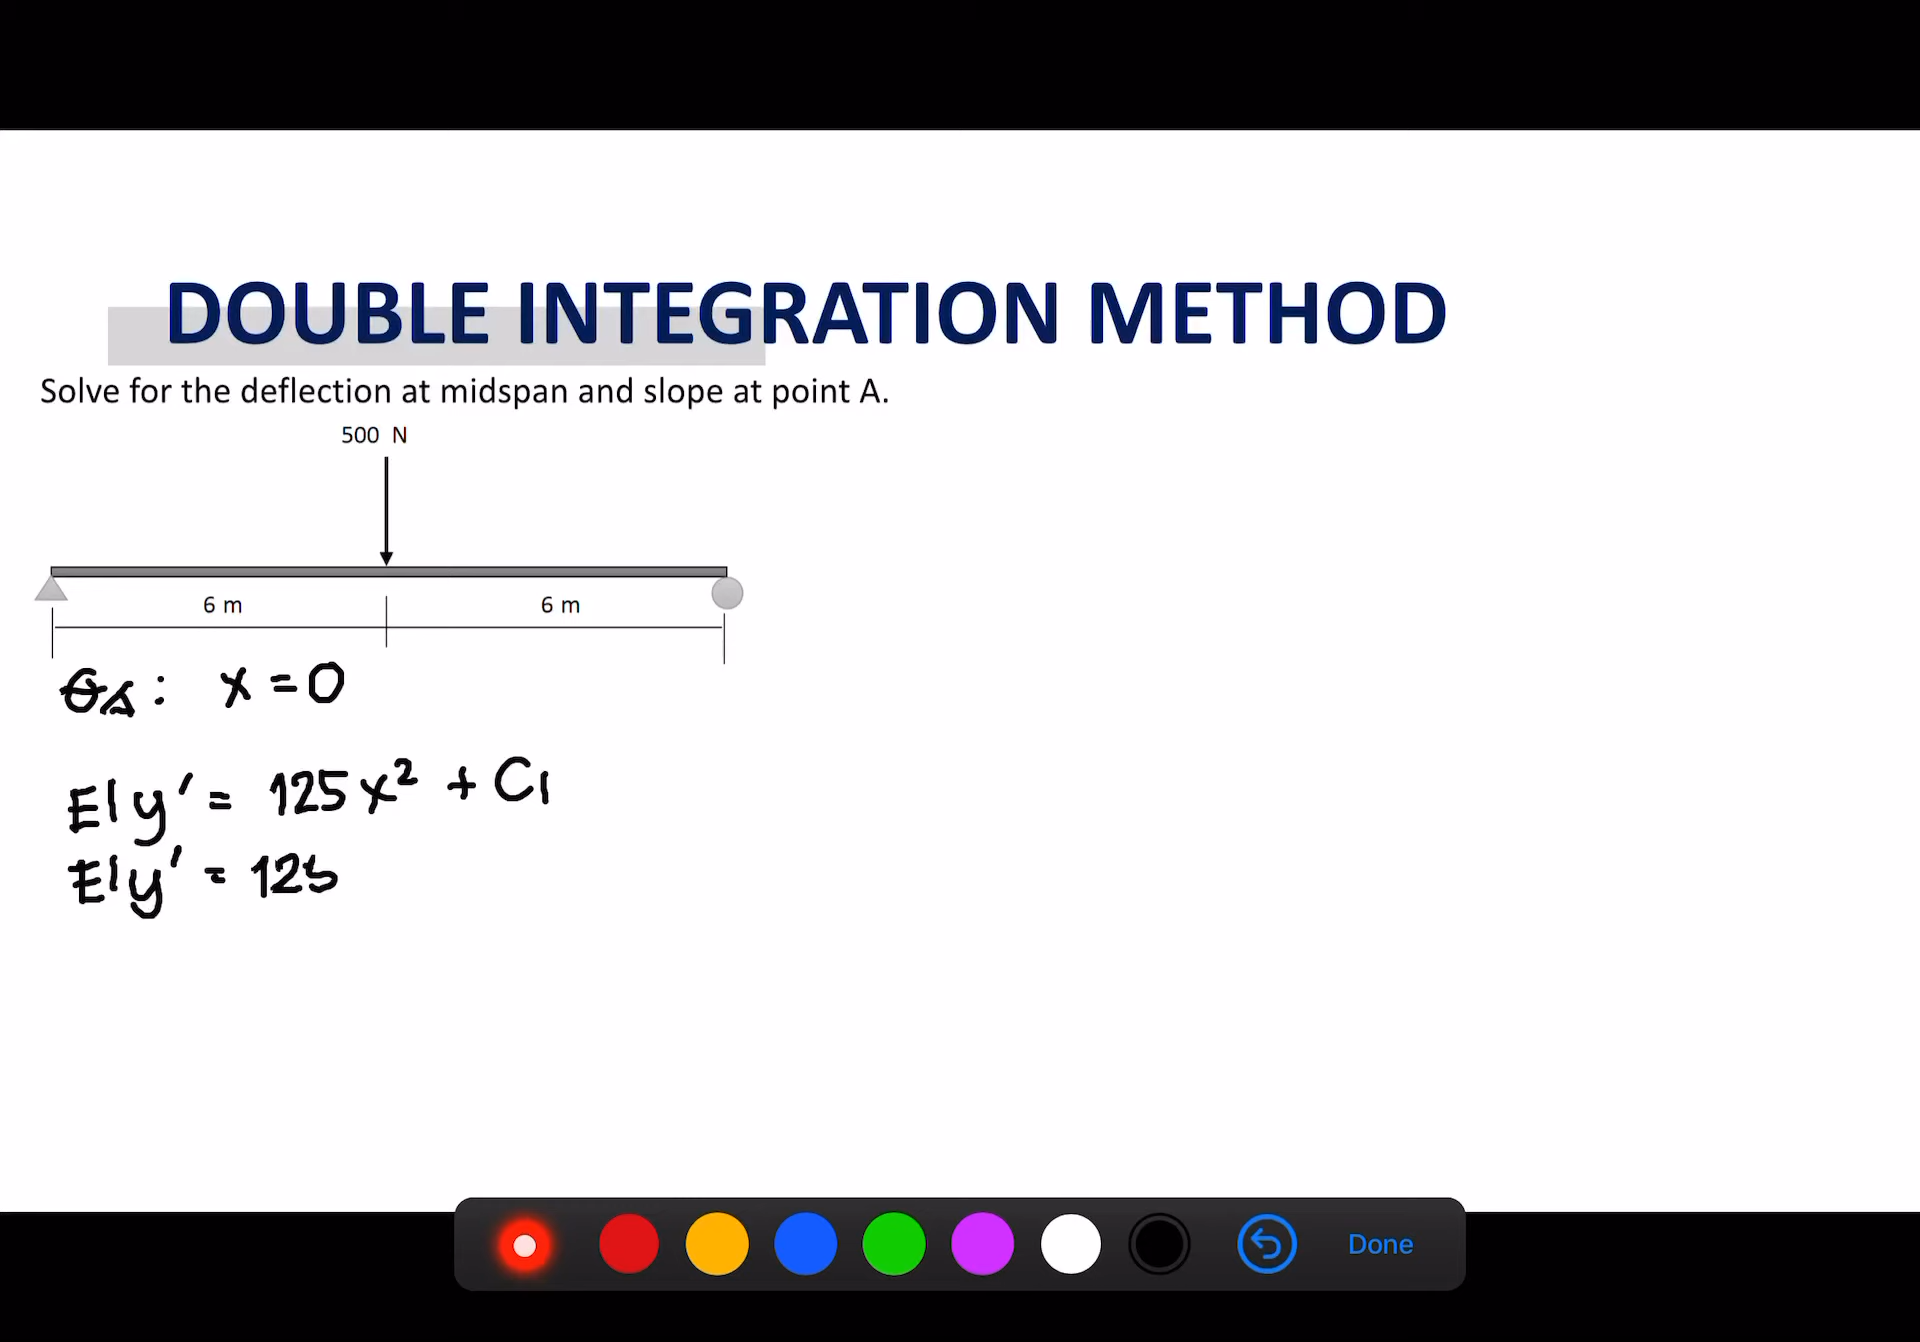 DOUBLE INTEGRATION METHOD
Solve for the deflection at midspan and slope at point A.
500 N
6 m 6 m
θA: x = 0
EIy' = 125x² + C1
EIy' = 125
Done